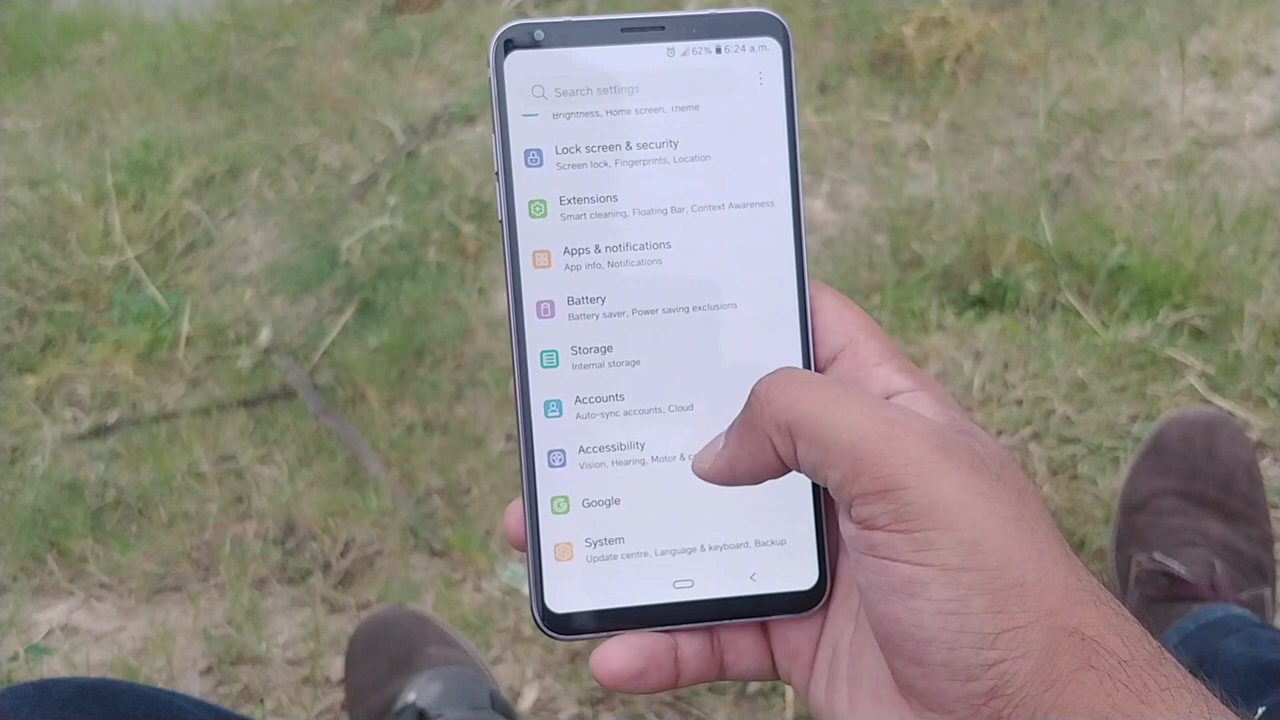 62% 6:24 a.m.
Search settings
Brightness, Home screen, Theme
Lock screen & security
Screen lock, Fingerprints, Location
Extensions
Smart cleaning, Floating Bar, Context Awareness
Apps & notifications
App info, Notifications
Battery
Battery saver, Power saving exclusions
Storage
Internal storage
Accounts
Auto-sync accounts, Cloud
Accessibility
Vision, Hearing, Motor & c
Google
System
Update centre, Language & keyboard, Backup